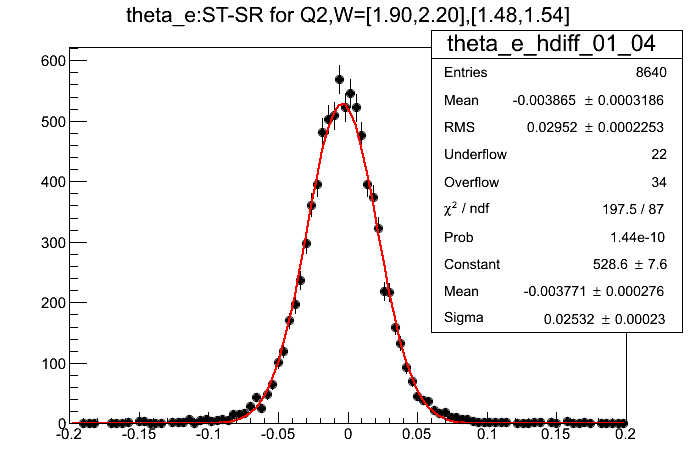 theta_e:ST-SR for Q2,W=[1.90,2.20],[1.48,1.54]
theta_e_hdiff_01_04
Entries 8640
Mean -0.003865 ± 0.0003186
RMS 0.02952 ± 0.0002253
Underflow 22
Overflow 34
χ² / ndf 197.5 / 87
Prob 1.44e-10
Constant 528.6 ± 7.6
Mean -0.003771 ± 0.000276
Sigma 0.02532 ± 0.00023
600
500
400
300
200
100
0
-0.2 -0.15 -0.1 -0.05 0 0.05 0.1 0.15 0.2